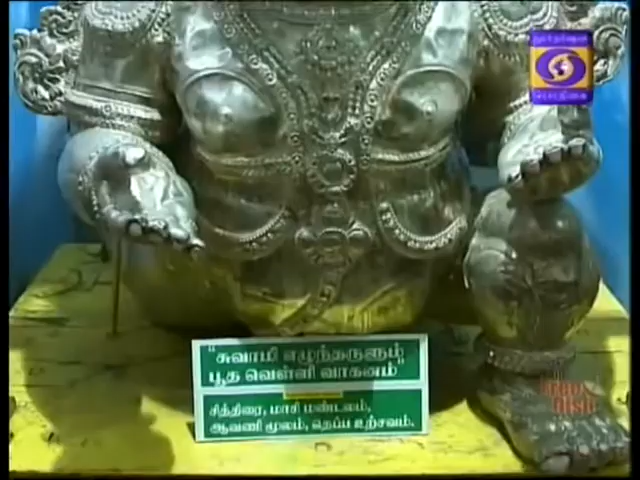 பொதிகை
"சுவாமி எழுந்தருளும்
பூத வெள்ளி வாகனம்"
சித்திரை, மாசி மண்டலம்,
ஆவணி மூலம், தெப்ப உற்சவம்.